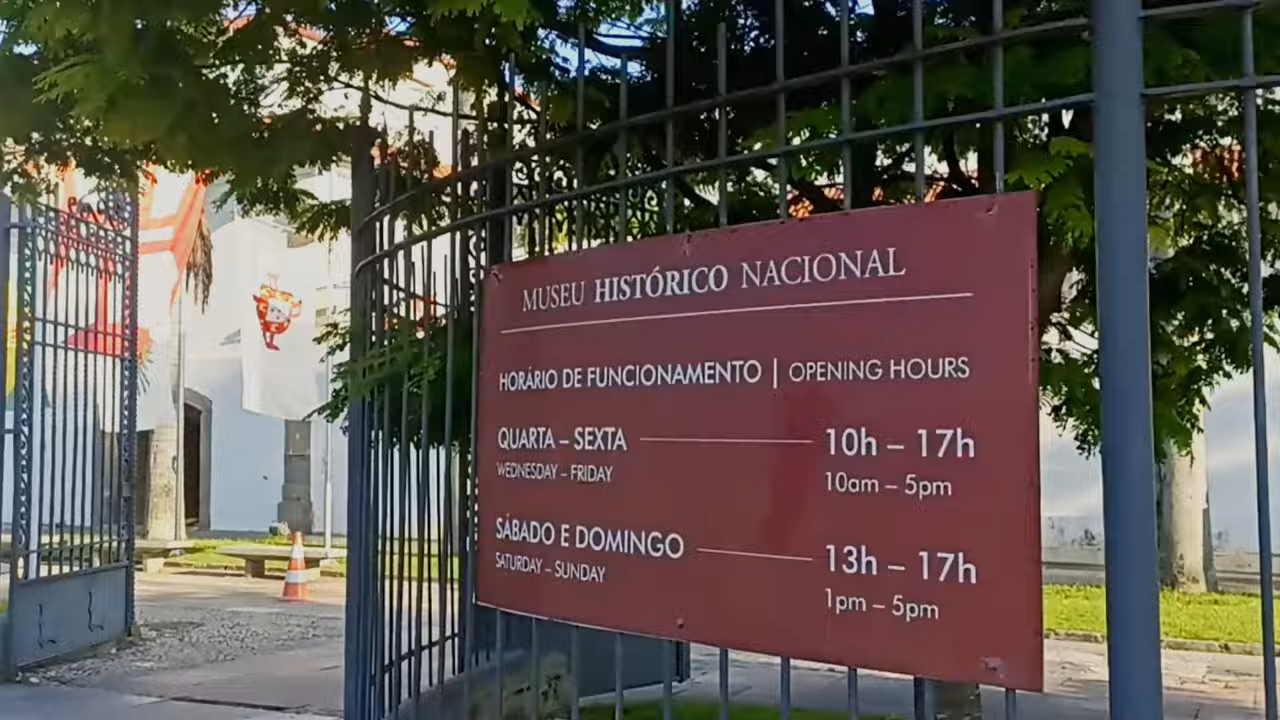 MUSEU HISTÓRICO NACIONAL
HORÁRIO DE FUNCIONAMENTO | OPENING HOURS
QUARTA – SEXTA 10h – 17h
WEDNESDAY – FRIDAY 10am – 5pm
SÁBADO E DOMINGO 13h – 17h
SATURDAY – SUNDAY 1pm – 5pm